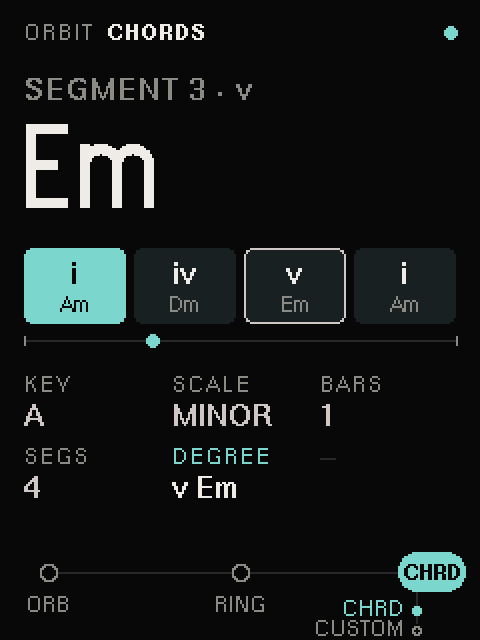 ORBIT CHORDS
SEGMENT 3 · v
Em
i iv v i
Am Dm Em Am
KEY SCALE BARS
A MINOR 1
SEGS DEGREE —
4 v Em
CHRD
ORB RING CHRD
CUSTOM